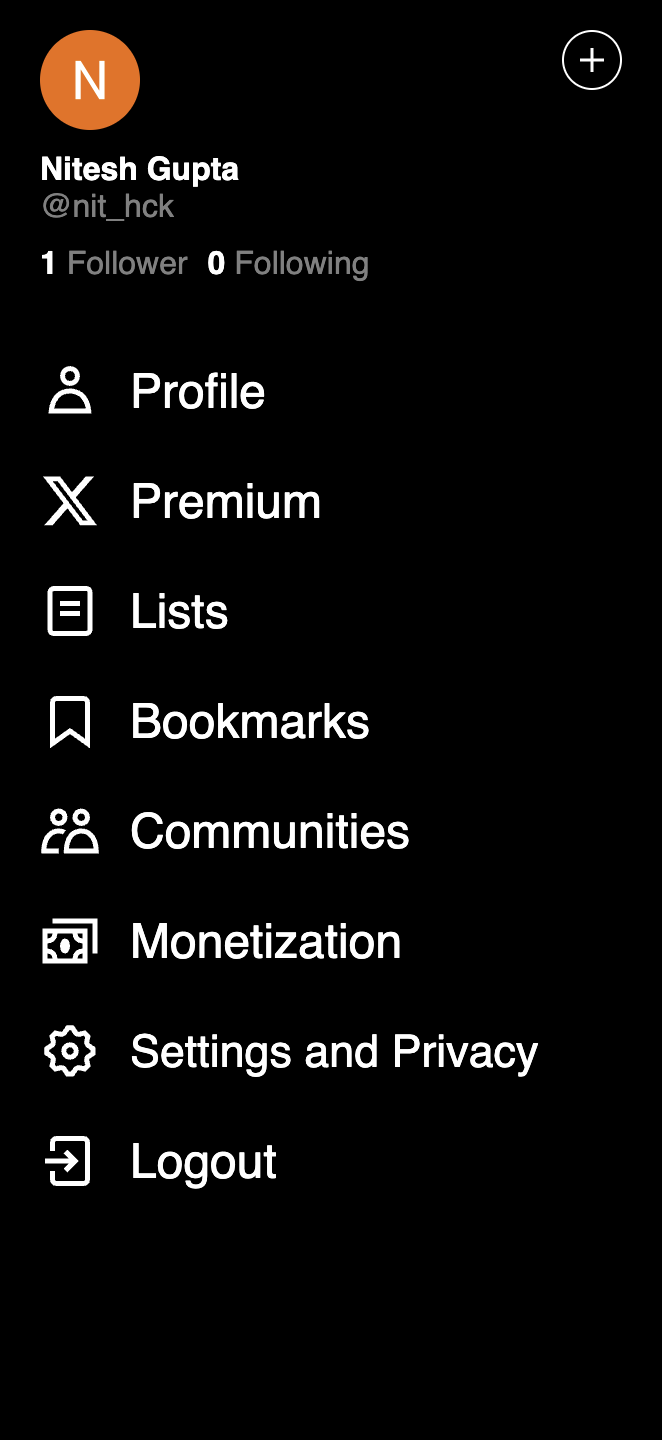 N
Nitesh Gupta
@nit_hck
1 Follower 0 Following
Profile
Premium
Lists
Bookmarks
Communities
Monetization
Settings and Privacy
Logout